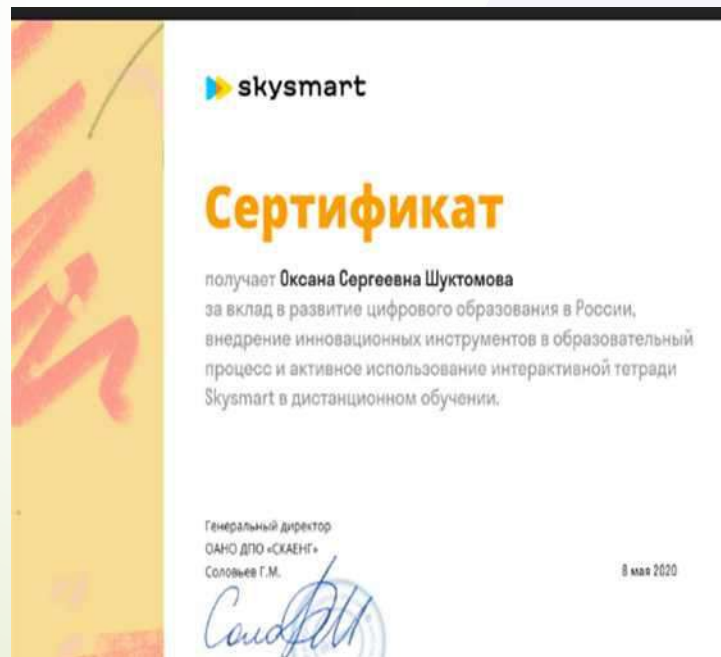 skysmart
Сертификат
получает Оксана Сергеевна Шуктомова
за вклад в развитие цифрового образования в России,
внедрение инновационных инструментов в образовательный
процесс и активное использование интерактивной тетради
Skysmart в дистанционном обучении.
Генеральный директор
ОАНО ДПО «СКАЕНГ»
Соловьев Г.М.
8 мая 2020